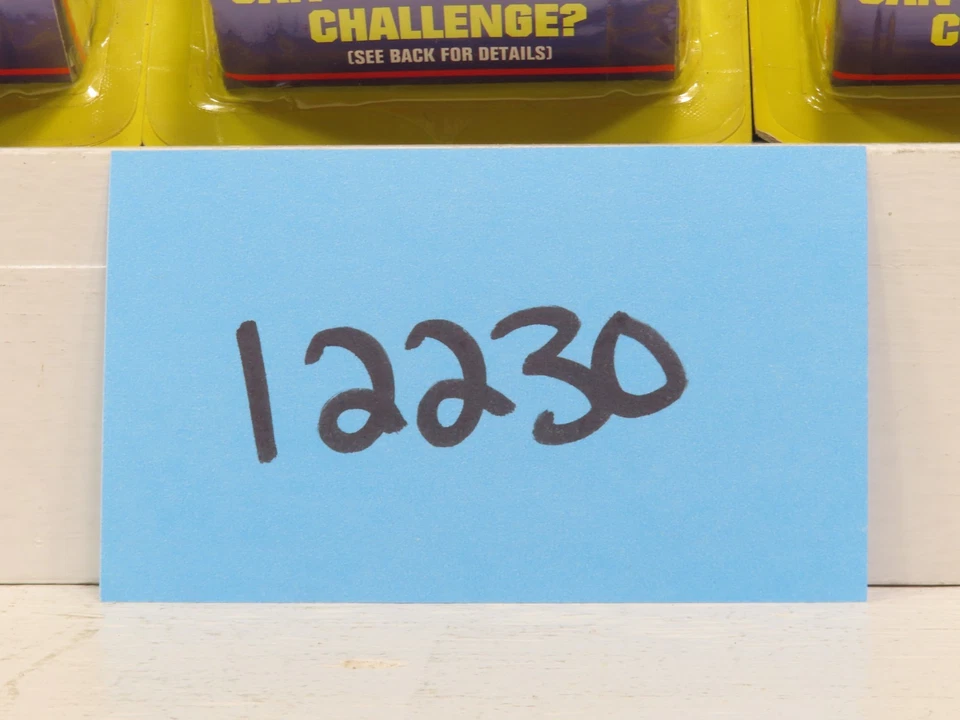 CHALLENGE?
(SEE BACK FOR DETAILS)
12230